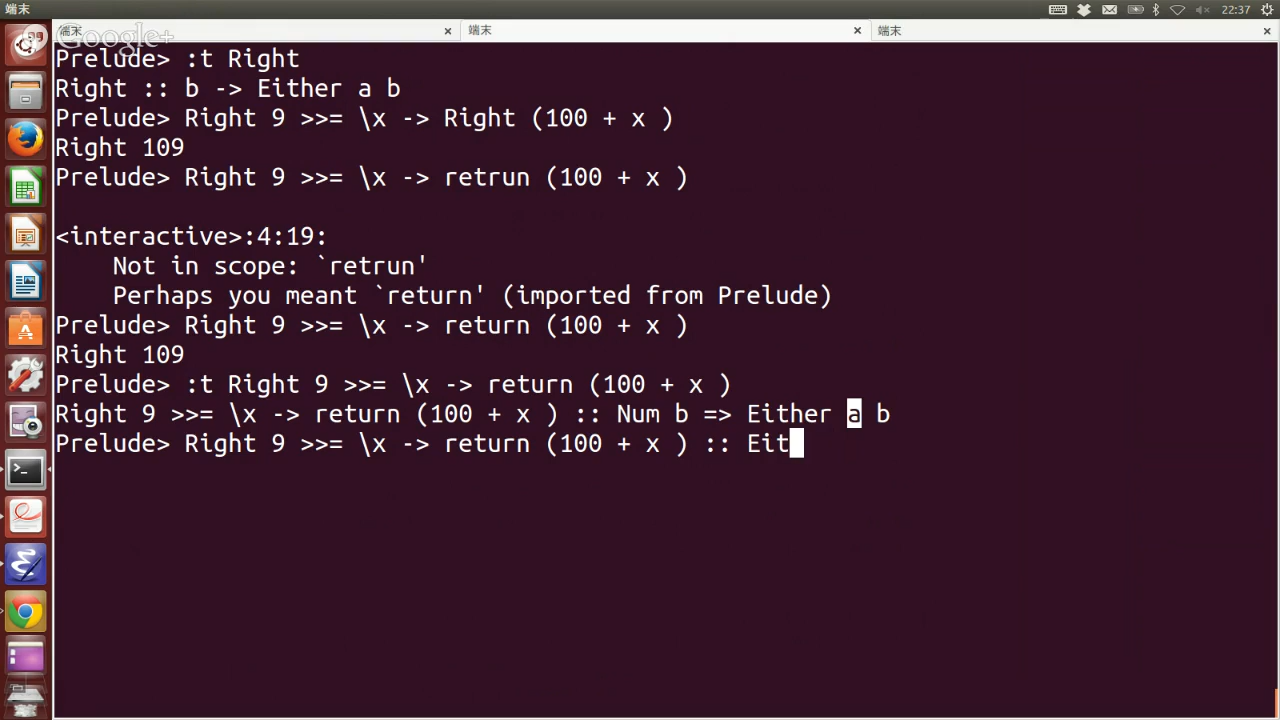 端末
22:37
端末
端末
端末
Google+
Prelude> :t Right
Right :: b -> Either a b
Prelude> Right 9 >>= \x -> Right (100 + x )
Right 109
Prelude> Right 9 >>= \x -> retrun (100 + x )
<interactive>:4:19:
    Not in scope: `retrun'
    Perhaps you meant `return' (imported from Prelude)
Prelude> Right 9 >>= \x -> return (100 + x )
Right 109
Prelude> :t Right 9 >>= \x -> return (100 + x )
Right 9 >>= \x -> return (100 + x ) :: Num b => Either a b
Prelude> Right 9 >>= \x -> return (100 + x ) :: Eit